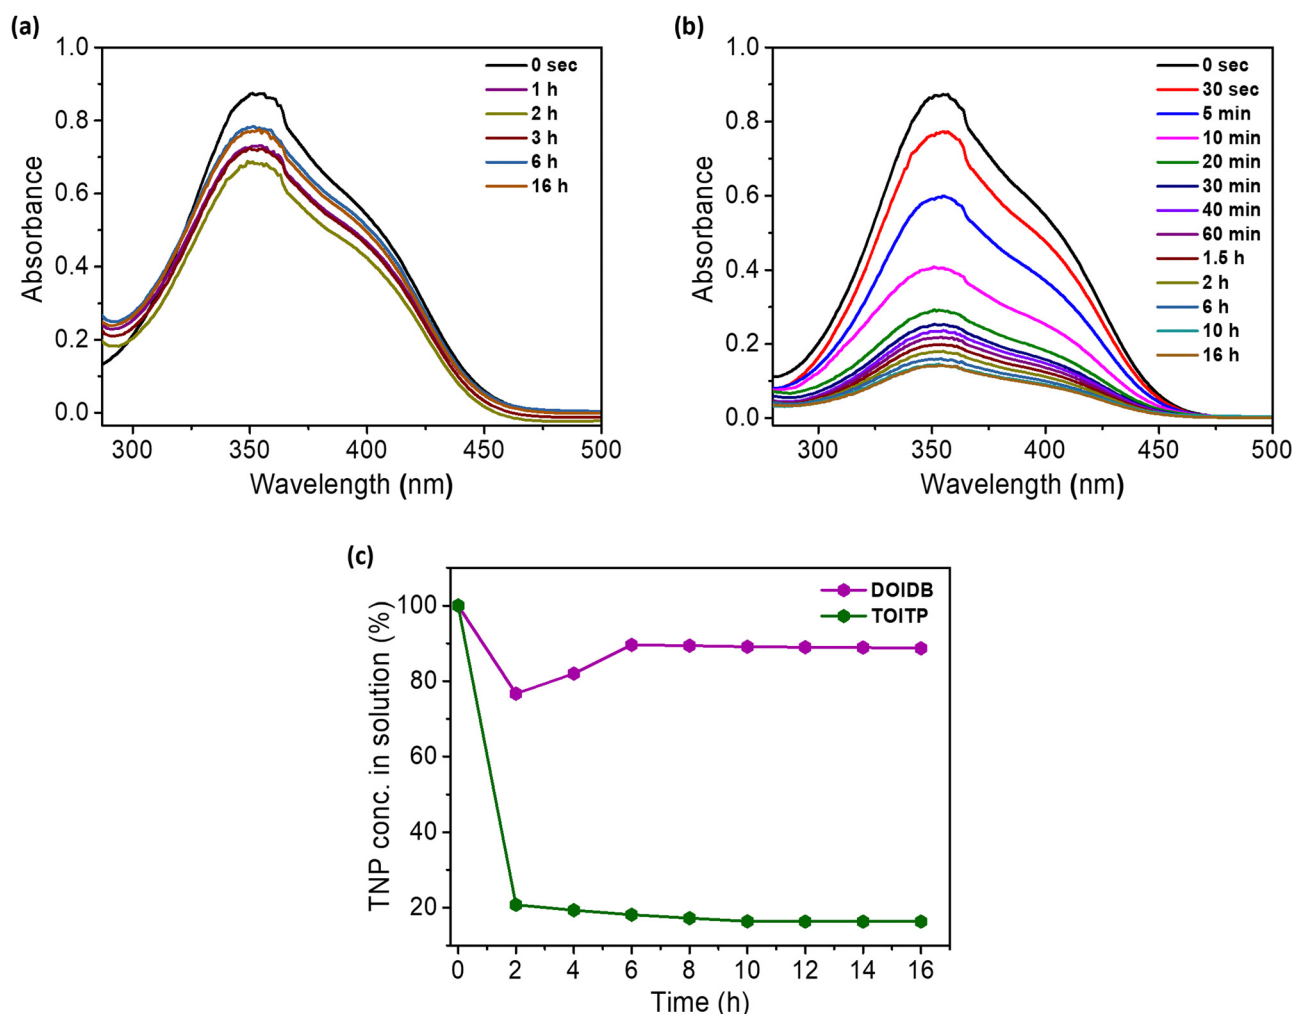 (a)
1.0
0.8
0.6
0.4
0.2
0.0
Absorbance
300
350
400
450
500
Wavelength (nm)
0 sec
1 h
2 h
3 h
6 h
16 h
(b)
1.0
0.8
0.6
0.4
0.2
0.0
Absorbance
300
350
400
450
500
Wavelength (nm)
0 sec
30 sec
5 min
10 min
20 min
30 min
40 min
60 min
1.5 h
2 h
6 h
10 h
16 h
(c)
100
80
60
40
20
TNP conc. in solution (%)
0
2
4
6
8
10
12
14
16
Time (h)
DOIDB
TOITP